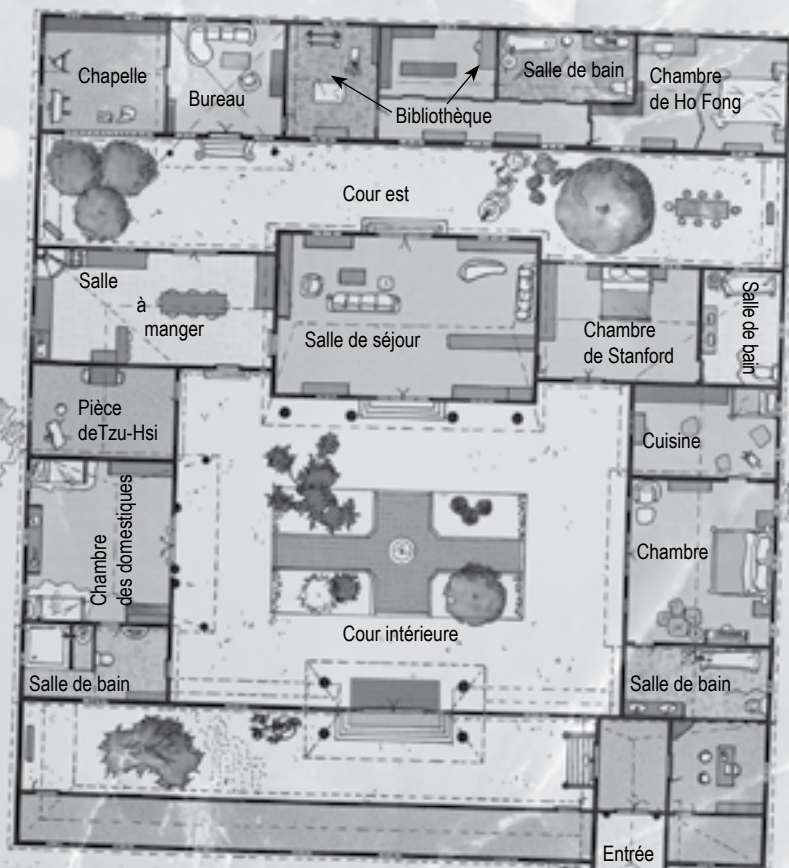 Chapelle
Bureau
Bibliothèque
Salle de bain
Chambre
de Ho Fong
Cour est
Salle
à
manger
Salle de séjour
Chambre
de Stanford
Salle de bain
Pièce
deTzu-Hsi
Cuisine
Chambre
des domestiques
Chambre
Cour intérieure
Salle de bain
Salle de bain
Entrée